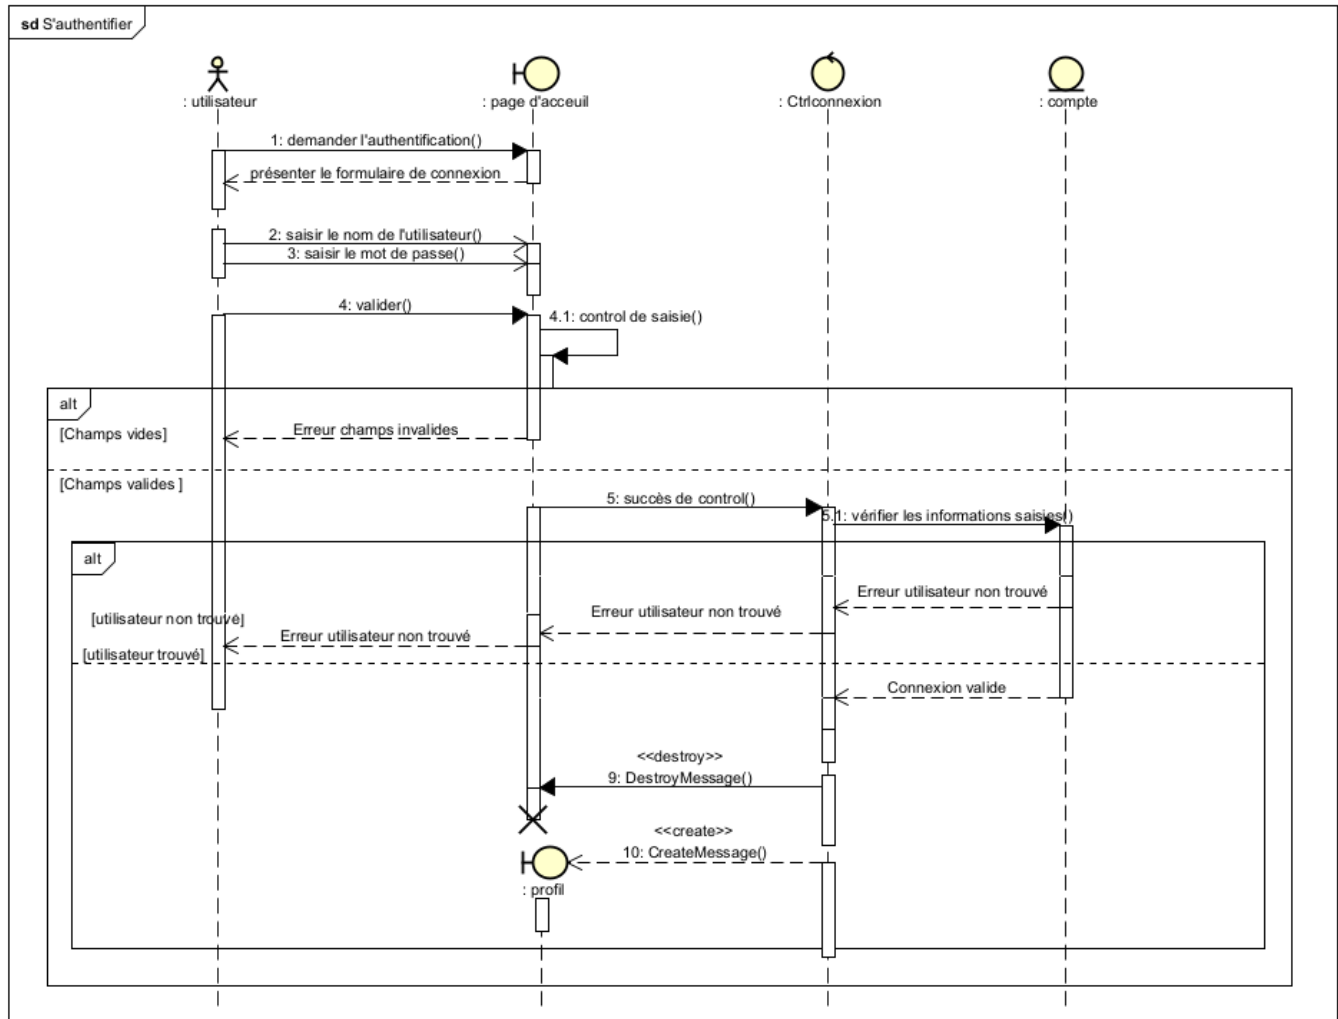 sd S'authentifier
: utilisateur
: page d'acceuil
: Ctrlconnexion
: compte
1: demander l'authentification()
présenter le formulaire de connexion
2: saisir le nom de l'utilisateur()
3: saisir le mot de passe()
4: valider()
4.1: control de saisie()
alt
[Champs vides]
Erreur champs invalides
[Champs valides ]
5: succès de control()
5.1: vérifier les informations saisies()
alt
Erreur utilisateur non trouvé
Erreur utilisateur non trouvé
[utilisateur non trouvé]
Erreur utilisateur non trouvé
[utilisateur trouvé]
Connexion valide
<<destroy>>
9: DestroyMessage()
<<create>>
10: CreateMessage()
: profil